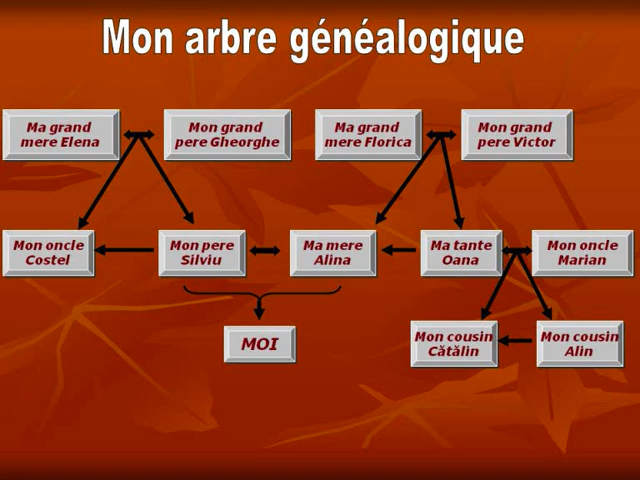 Mon arbre généalogique
Ma grand
mere Elena
Mon grand
pere Gheorghe
Ma grand
mere Florica
Mon grand
pere Victor
Mon oncle
Costel
Mon pere
Silviu
Ma mere
Alina
Ma tante
Oana
Mon oncle
Marian
MOI
Mon cousin
Cătălin
Mon cousin
Alin